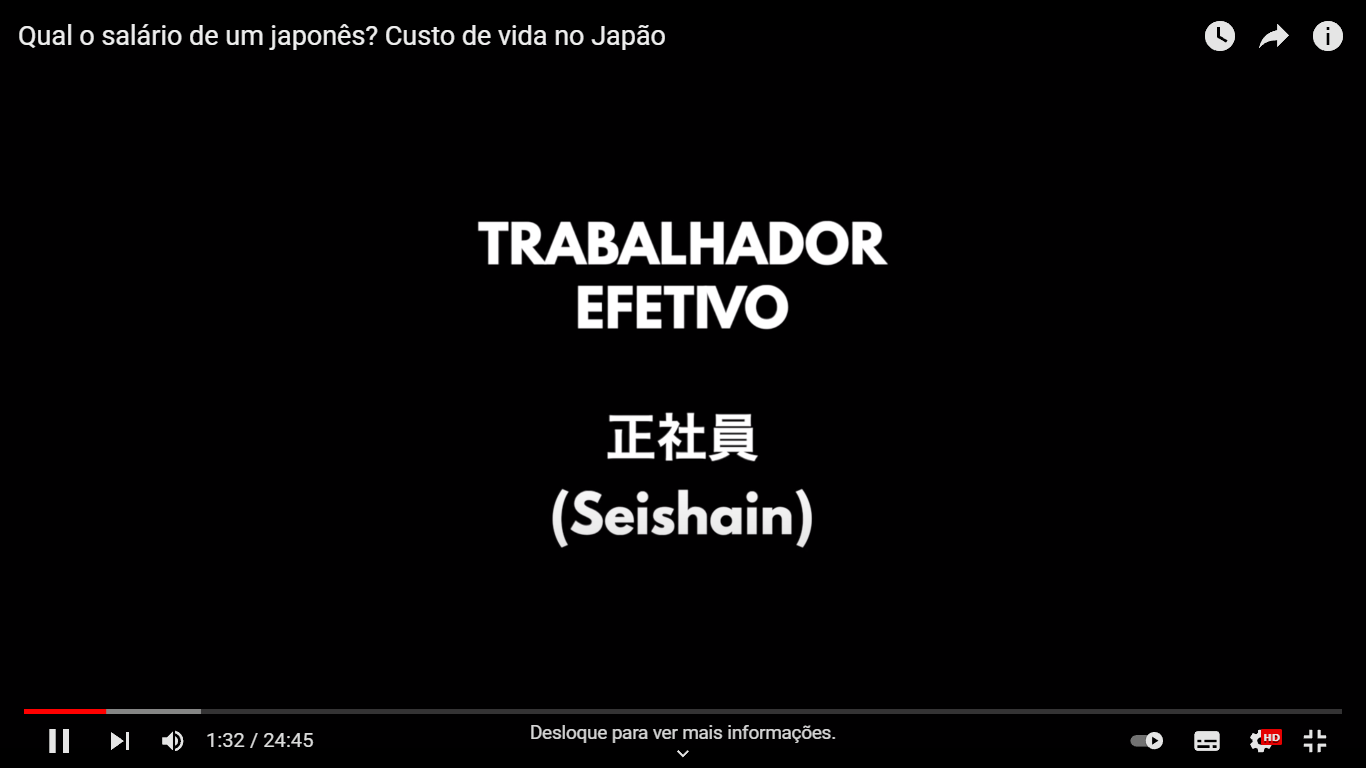 Qual o salário de um japonês? Custo de vida no Japão
TRABALHADOR
EFETIVO
正社員
(Seishain)
1:32 / 24:45
Desloque para ver mais informações.
HD